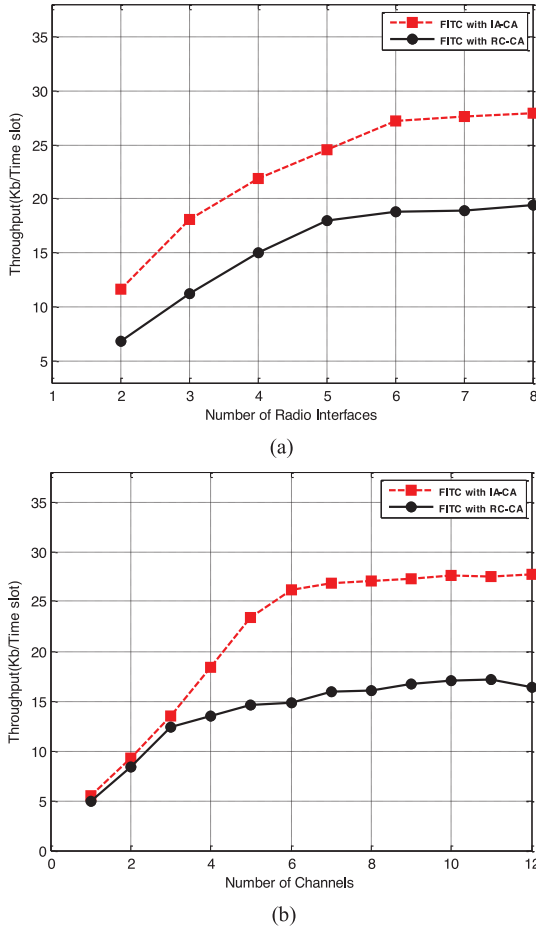 FITC with IA-CA
FITC with RC-CA
Throughput(Kb/Time slot)
35
30
25
20
15
10
5
1 2 3 4 5 6 7 8
Number of Radio Interfaces
(a)
FITC with IA-CA
FITC with RC-CA
Throughput(Kb/Time slot)
35
30
25
20
15
10
5
0
0 2 4 6 8 10 12
Number of Channels
(b)